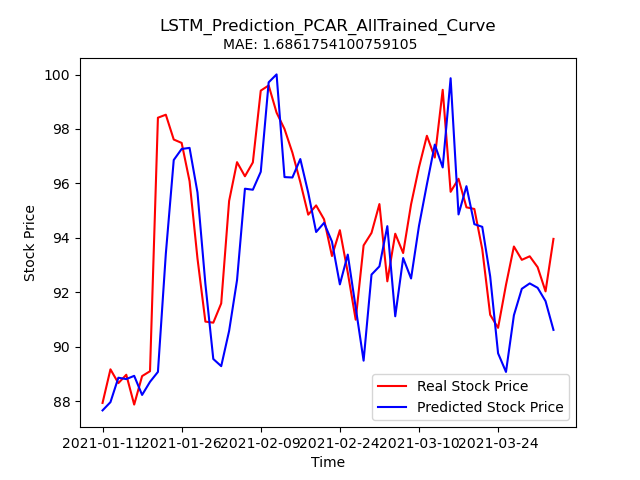 LSTM_Prediction_PCAR_AllTrained_Curve
MAE: 1.6861754100759105
Stock Price
100
98
96
94
92
90
88
Real Stock Price
Predicted Stock Price
2021-01-11 2021-01-26 2021-02-09 2021-02-24 2021-03-10 2021-03-24
Time